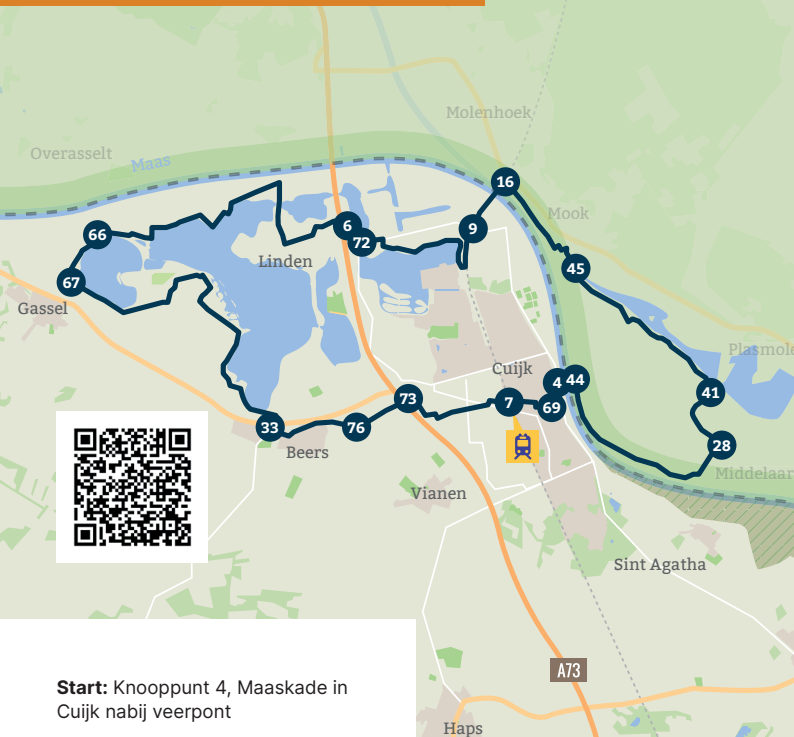 Molenhoek
Overasselt
Maas
16
Mook
66
6
9
72
Linden
45
67
Gassel
Plasmole
Cuijk
4
44
41
73
7
69
33
76
28
Beers
Middelaar
Vianen
Sint Agatha
A73
Start: Knooppunt 4, Maaskade in
Cuijk nabij veerpont
Haps